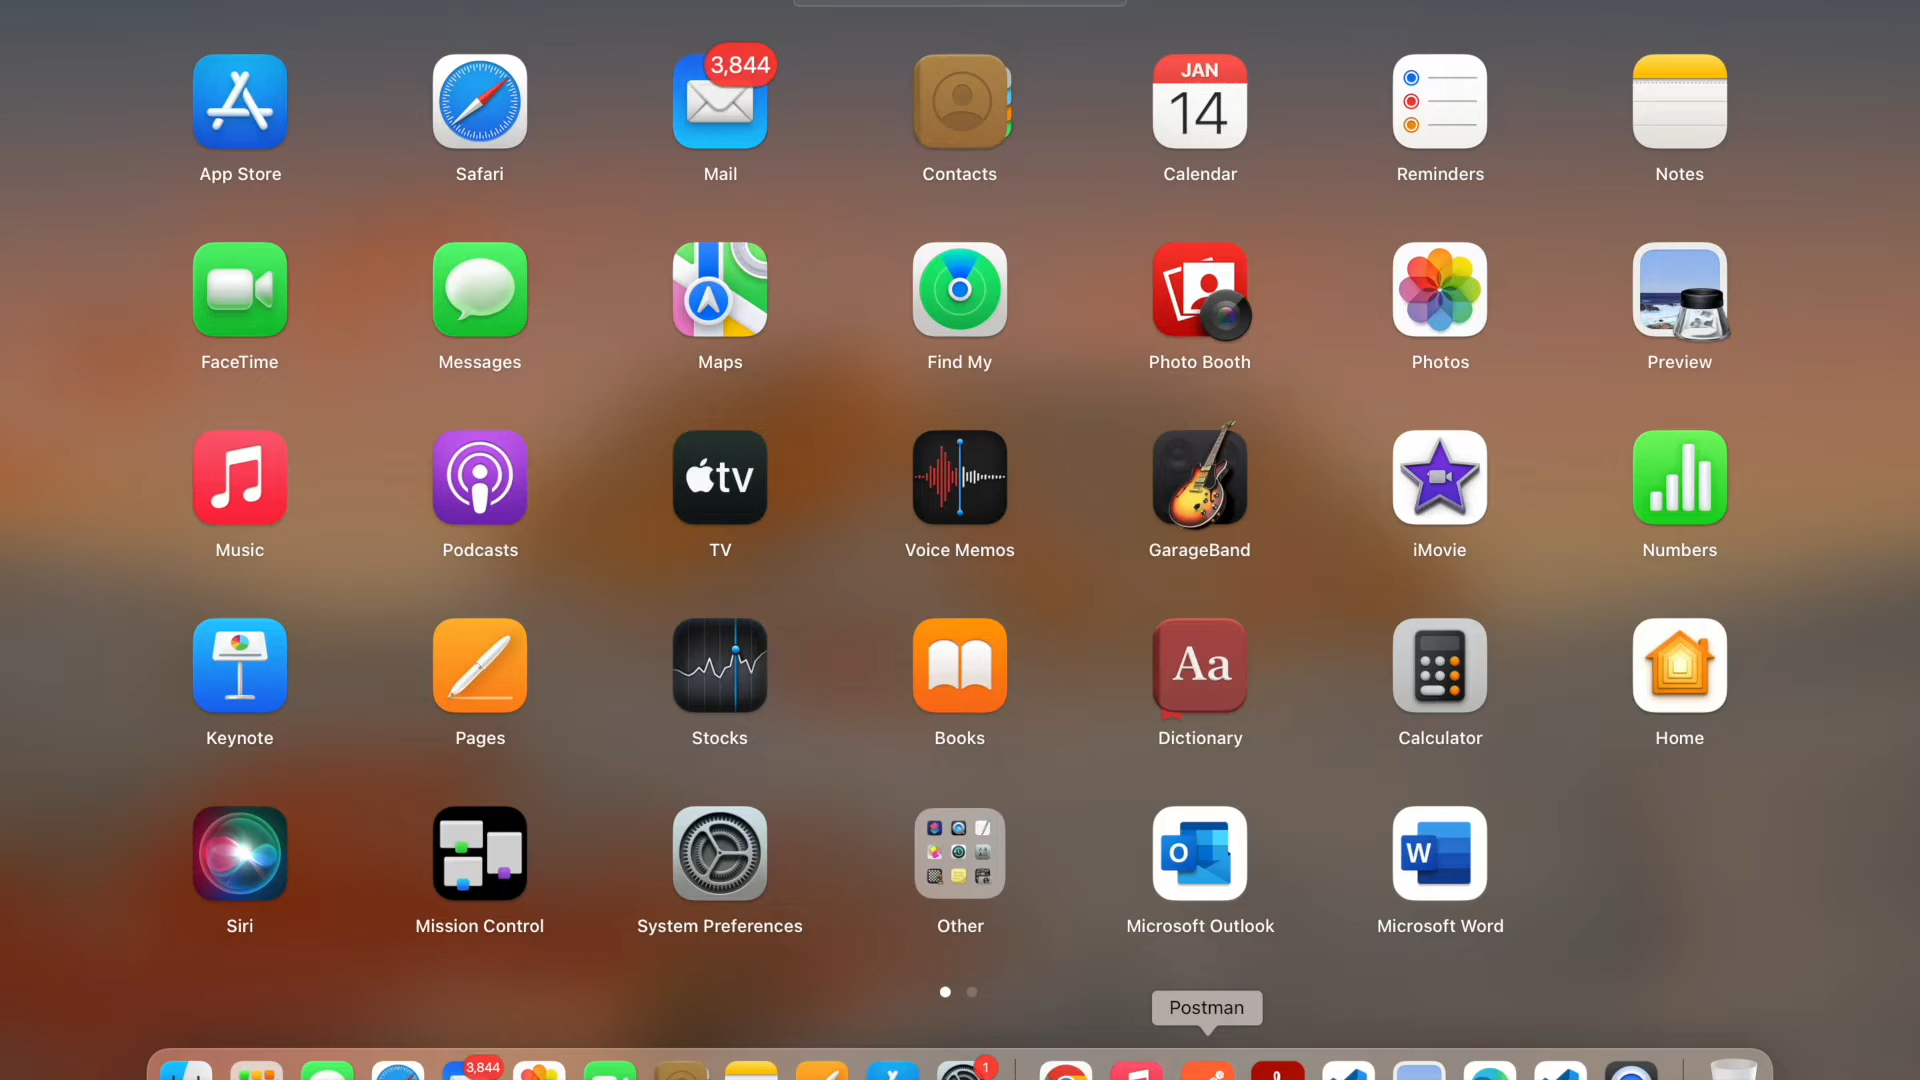 3,844
JAN
14
App Store
Safari
Mail
Contacts
Calendar
Reminders
Notes
FaceTime
Messages
Maps
Find My
Photo Booth
Photos
Preview
tv
Music
Podcasts
TV
Voice Memos
GarageBand
iMovie
Numbers
Aa
Keynote
Pages
Stocks
Books
Dictionary
Calculator
Home
O
W
Siri
Mission Control
System Preferences
Other
Microsoft Outlook
Microsoft Word
Postman
3,844
1